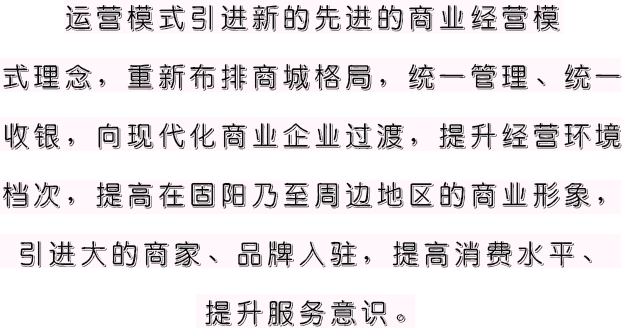 运营模式引进新的先进的商业经营模
式理念，重新布排商城格局，统一管理、统一
收银，向现代化商业企业过渡，提升经营环境
档次，提高在固阳乃至周边地区的商业形象，
引进大的商家、品牌入驻，提高消费水平、
提升服务意识。